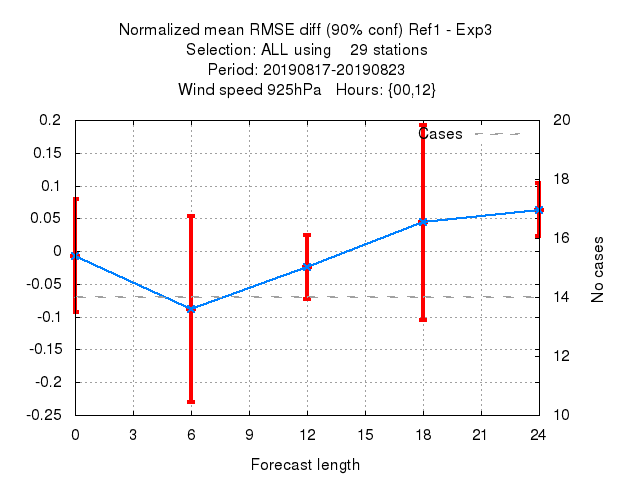 Normalized mean RMSE diff (90% conf) Ref1 - Exp3
Selection: ALL using    29 stations
Period: 20190817-20190823
Wind speed 925hPa   Hours: {00,12}
Cases
0.2
0.15
0.1
0.05
0
-0.05
-0.1
-0.15
-0.2
-0.25
20
18
16
14
12
10
No cases
0 3 6 9 12 15 18 21 24
Forecast length